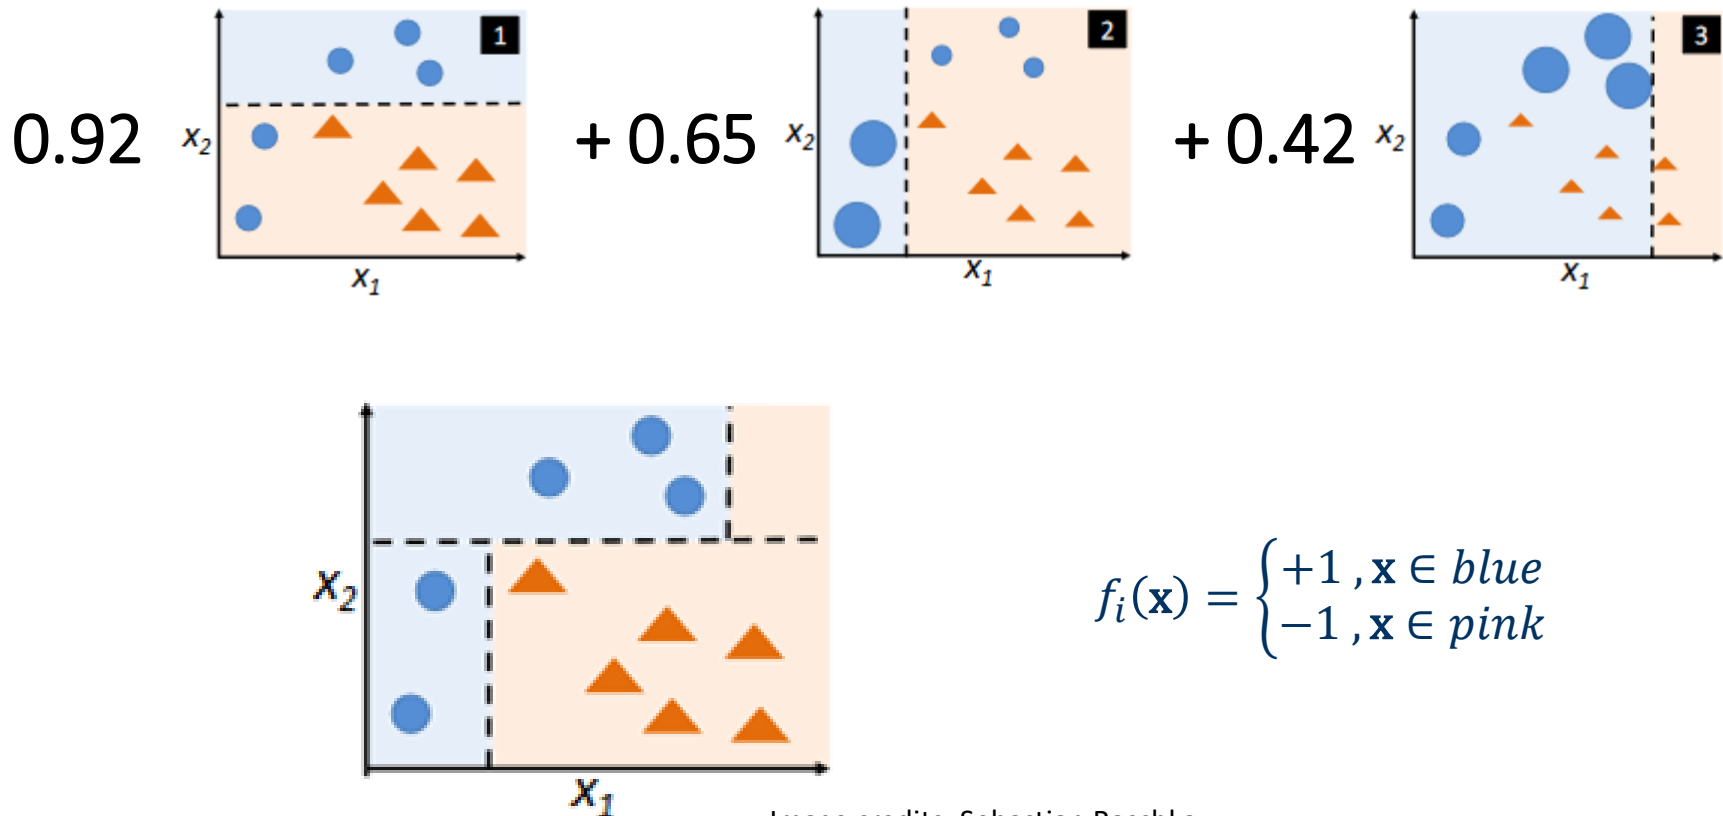 1
2
3
0.92
x₂
+ 0.65
x₂
+ 0.42
x₂
x₁
x₁
x₁
x₂
x₁
fᵢ(𝐱) = { +1 , 𝐱 ∈ blue
−1 , 𝐱 ∈ pink